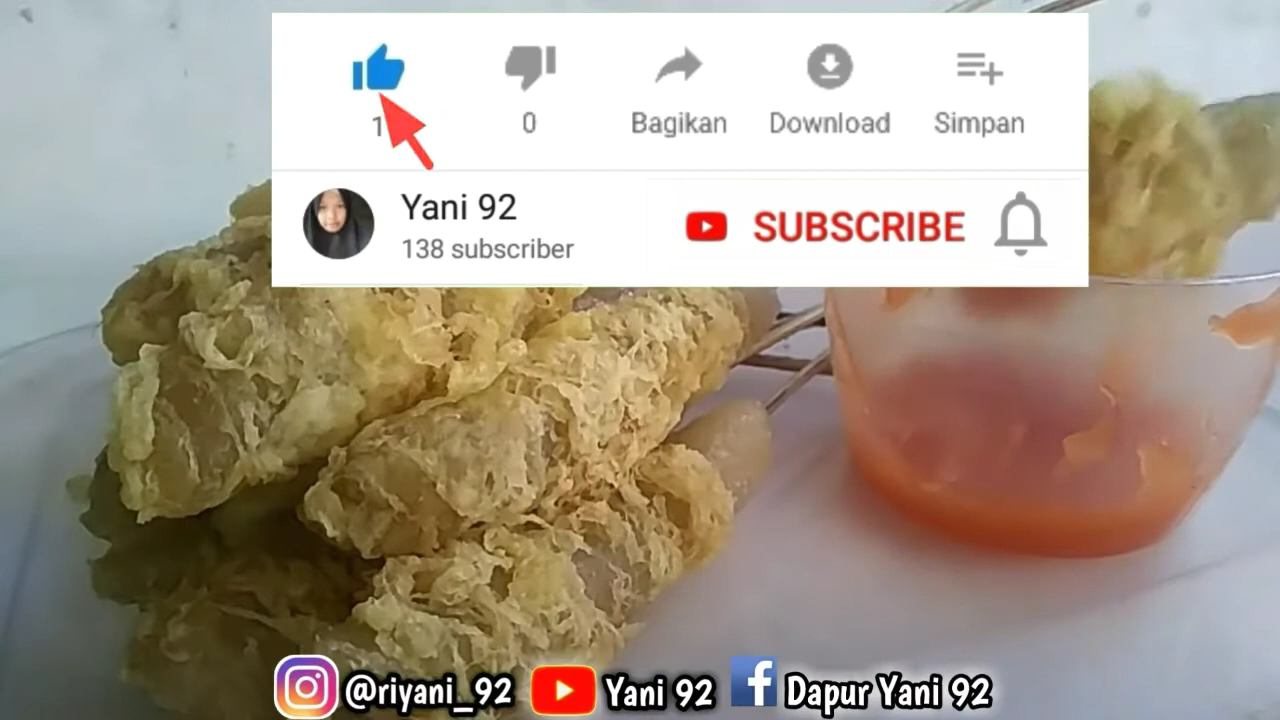 1
0
Bagikan
Download
Simpan
Yani 92
138 subscriber
SUBSCRIBE
@riyani_92
Yani 92
Dapur Yani 92